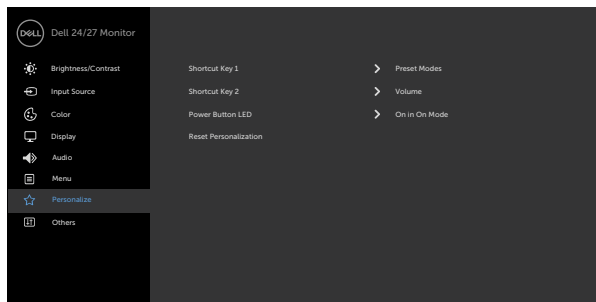 DELL Dell 24/27 Monitor
Brightness/Contrast
Input Source
Color
Display
Audio
Menu
Personalize
Others
Shortcut Key 1 Preset Modes
Shortcut Key 2 Volume
Power Button LED On in On Mode
Reset Personalization